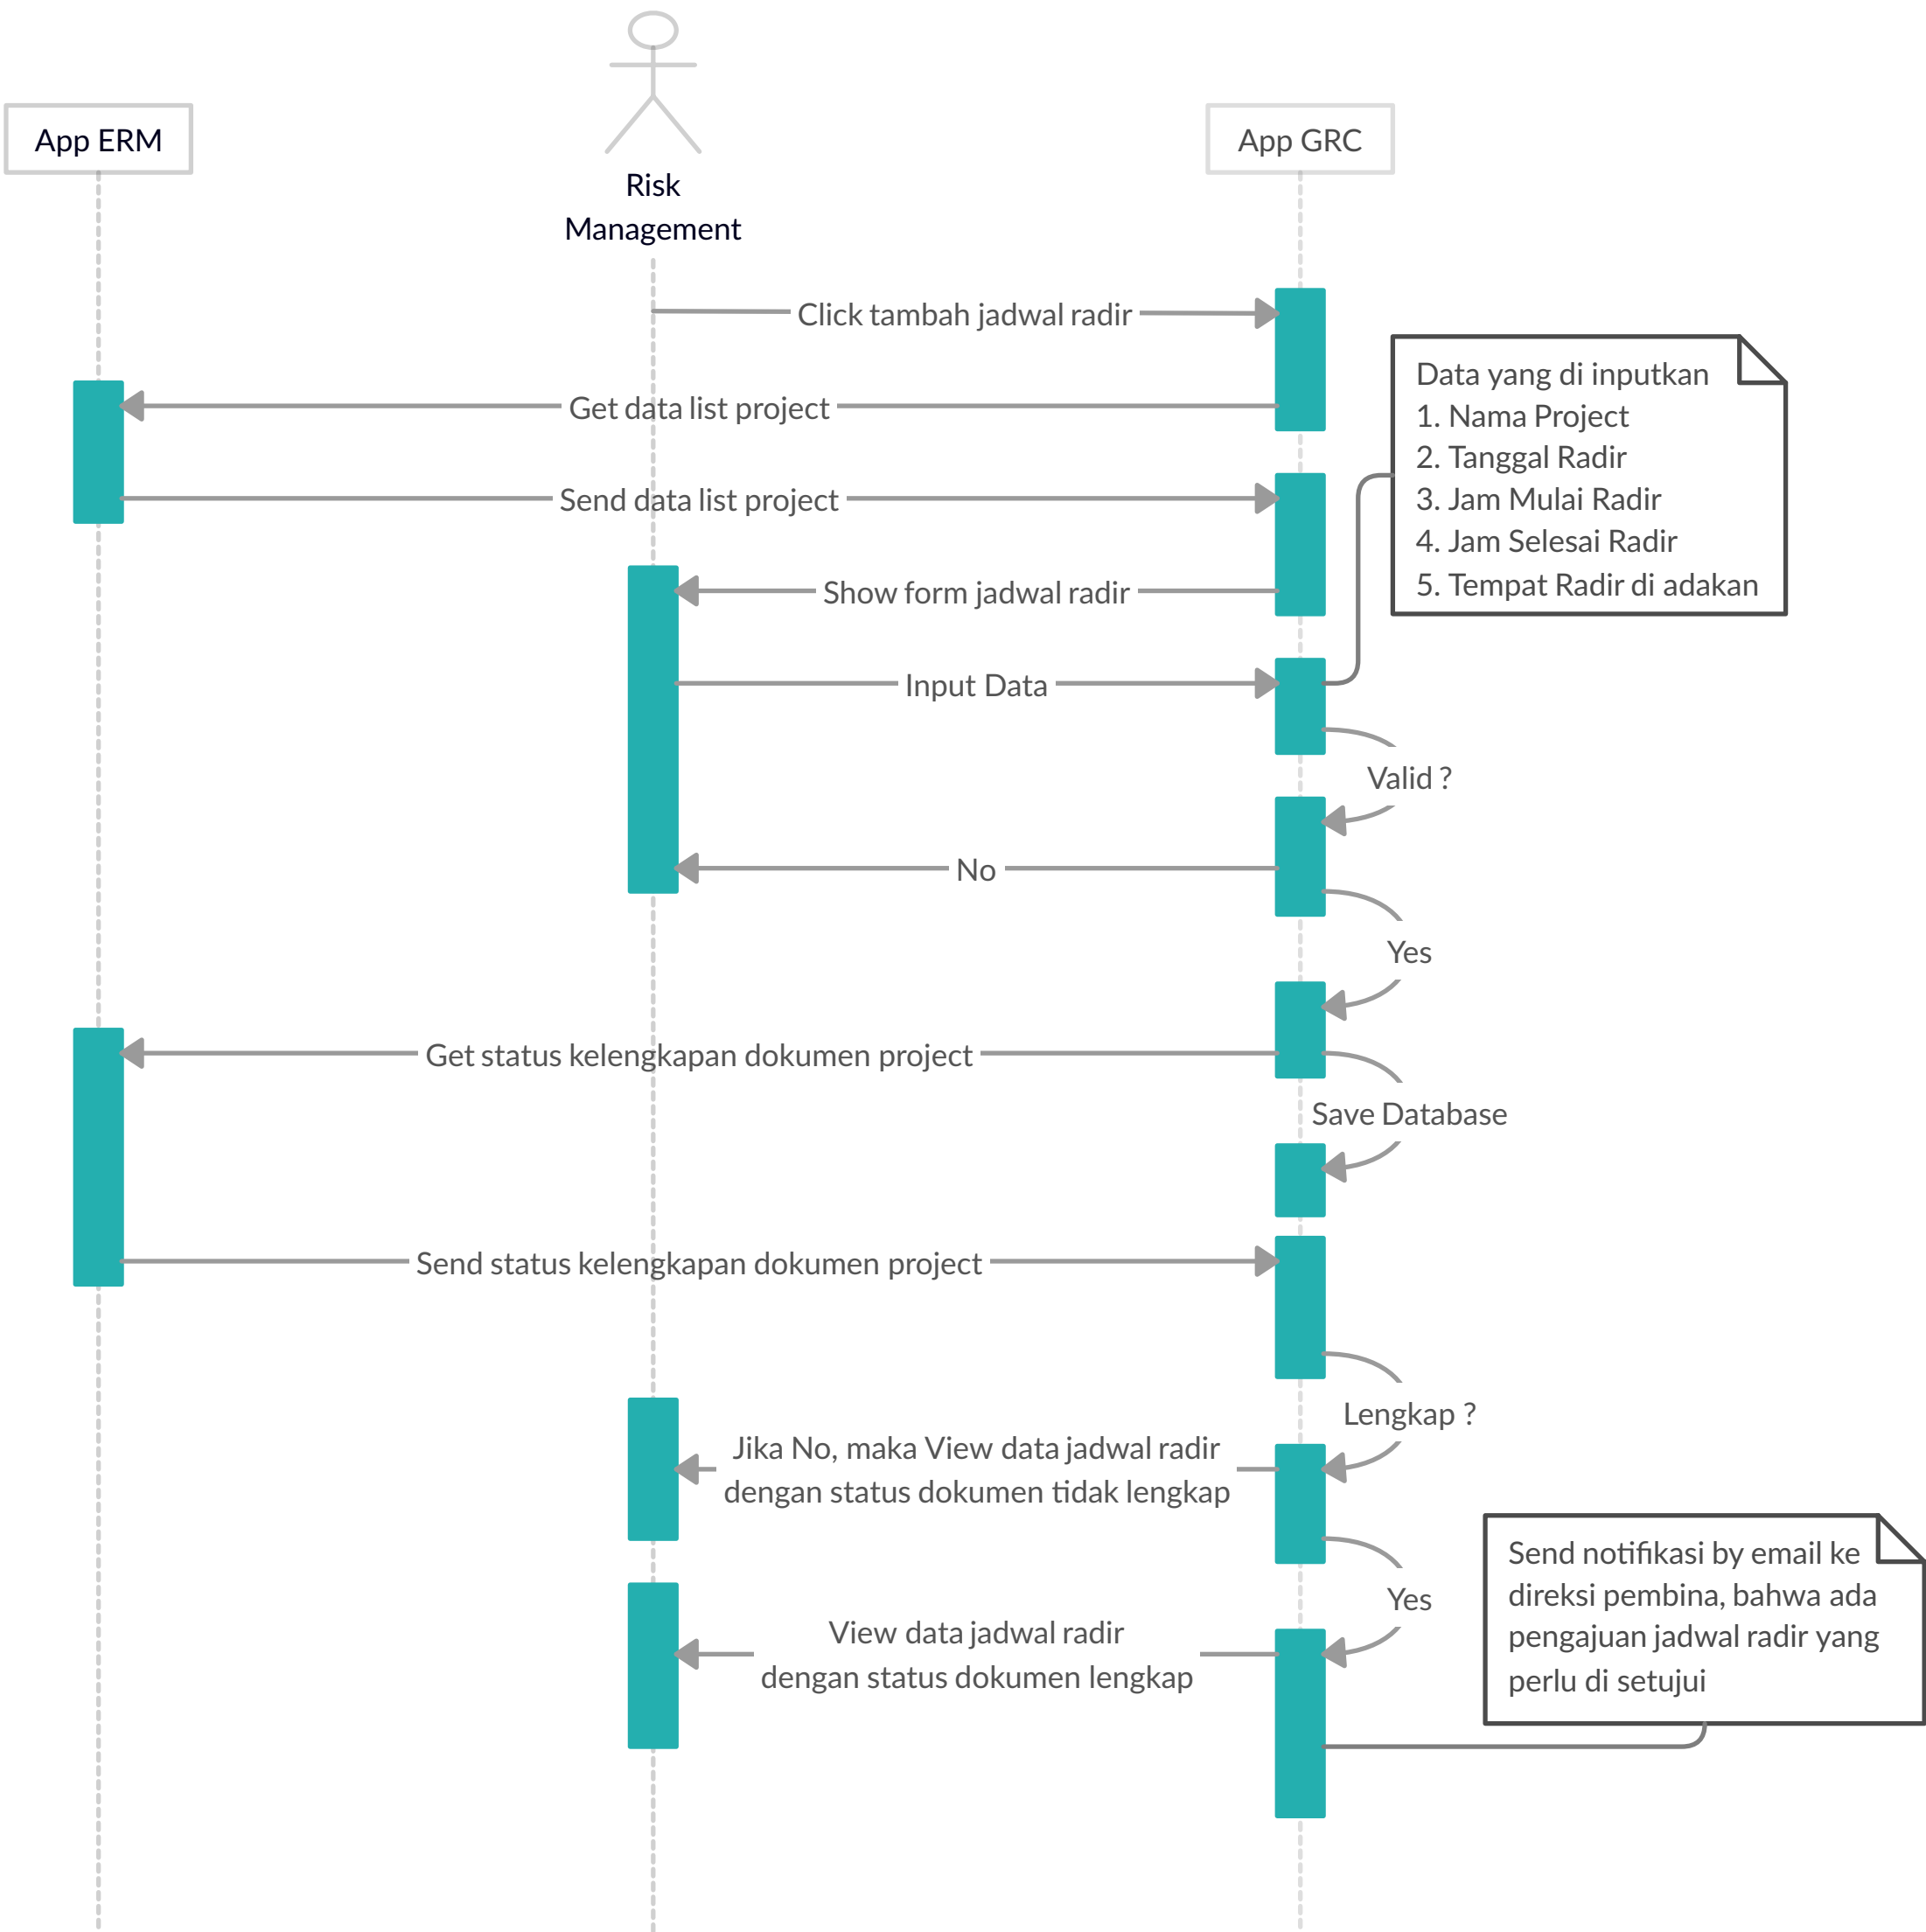 App ERM
Risk
Management
App GRC
Click tambah jadwal radir
Get data list project
Send data list project
Show form jadwal radir
Data yang di inputkan
1. Nama Project
2. Tanggal Radir
3. Jam Mulai Radir
4. Jam Selesai Radir
5. Tempat Radir di adakan
Input Data
Valid ?
No
Yes
Get status kelengkapan dokumen project
Save Database
Send status kelengkapan dokumen project
Lengkap ?
Jika No, maka View data jadwal radir
dengan status dokumen tidak lengkap
Yes
Send notifikasi by email ke
direksi pembina, bahwa ada
pengajuan jadwal radir yang
perlu di setujui
View data jadwal radir
dengan status dokumen lengkap